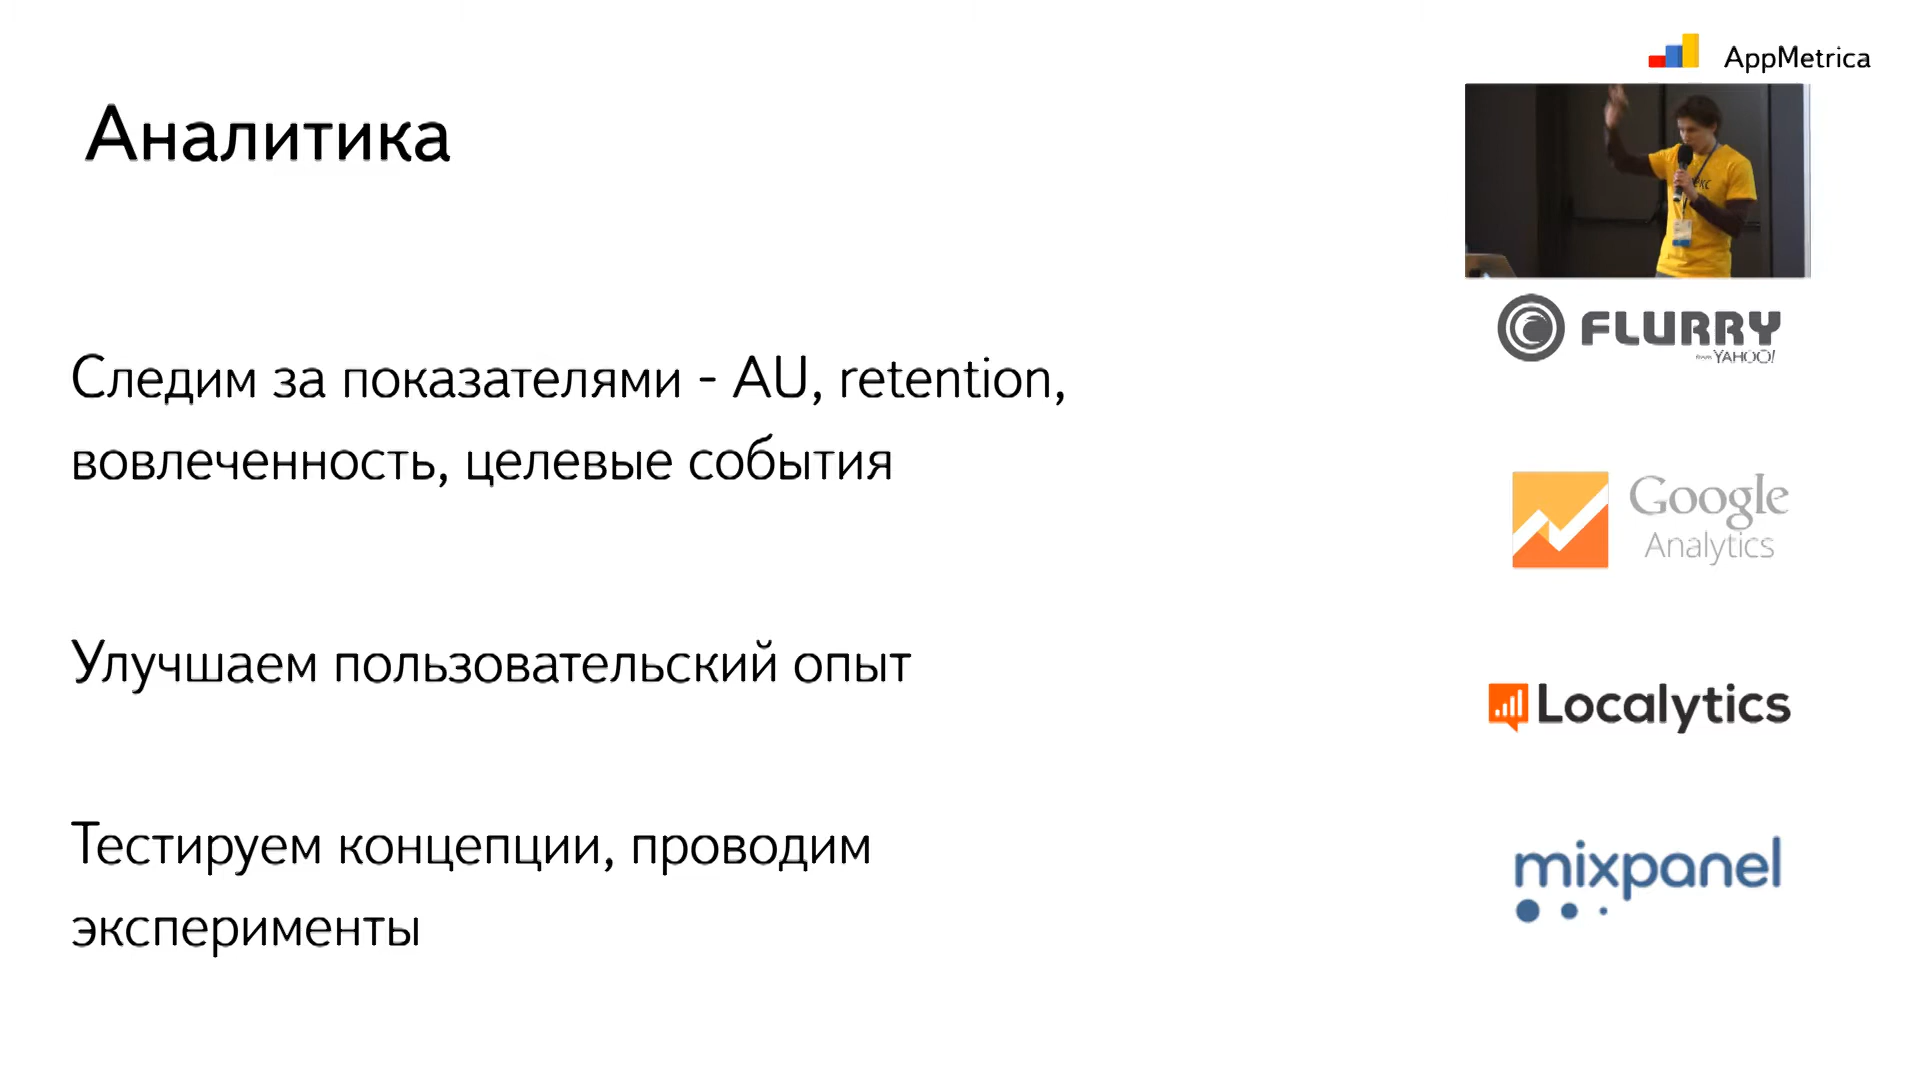 AppMetrica
Аналитика
FLURRY
from YAHOO!
Следим за показателями - AU, retention,
вовлеченность, целевые события
Google
Analytics
Улучшаем пользовательский опыт
Localytics
Тестируем концепции, проводим
эксперименты
mixpanel